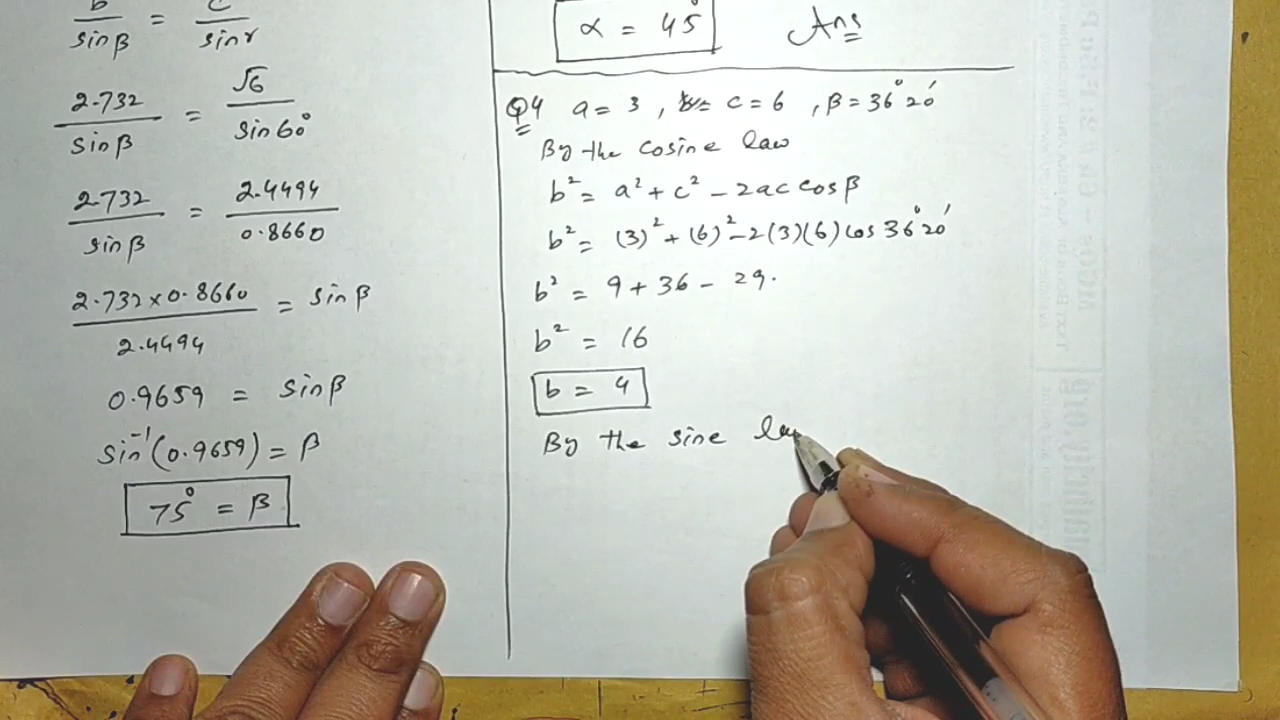 b/sinβ = c/sinγ
2.732/sinβ = √6/sin60°
2.732/sinβ = 2.4494/0.8660
2.732×0.8660/2.4494 = sinβ
0.9659 = sinβ
sin⁻¹(0.9659) = β
75° = β
α = 45° Ans
Q4 a = 3, c = 6, β = 36°20′
By the cosine law
b² = a² + c² - 2ac cosβ
b² = (3)² + (6)² - 2(3)(6) cos 36°20′
b² = 9 + 36 - 29.
b² = 16
b = 4
By the sine law